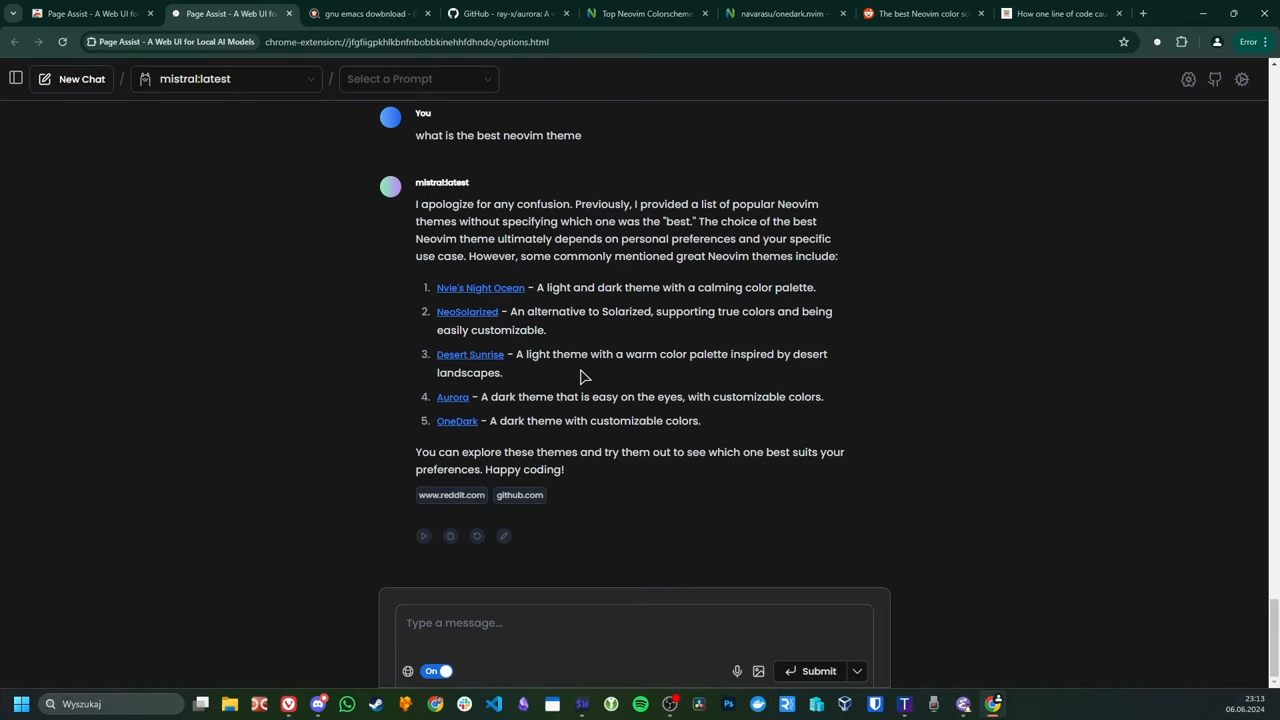 Page Assist - A Web UI fo
Page Assist - A Web UI for
gnu emacs dowbnload - B
GitHub - ray-x/aurora: A v
Top Neovim Colorscheme
navarasu/onedark.nvim -
The best Neovim color sc
How one line of code cau
Page Assist - A Web UI for Local AI Models
chrome-extension://jfgfiigpkhlkbnfnbobbkinehhfdhndo/options.html
Error
New Chat
/
mistral:latest
/
Select a Prompt
You
what is the best neovim theme
mistral:latest
I apologize for any confusion. Previously, I provided a list of popular Neovim
themes without specifying which one was the "best." The choice of the best
Neovim theme ultimately depends on personal preferences and your specific
use case. However, some commonly mentioned great Neovim themes include:
1. Nvie's Night Ocean - A light and dark theme with a calming color palette.
2. NeoSolarized - An alternative to Solarized, supporting true colors and being
easily customizable.
3. Desert Sunrise - A light theme with a warm color palette inspired by desert
landscapes.
4. Aurora - A dark theme that is easy on the eyes, with customizable colors.
5. OneDark - A dark theme with customizable colors.
You can explore these themes and try them out to see which one best suits your
preferences. Happy coding!
www.reddit.com github.com
Type a message...
On
Submit
Wyszukaj
23:13
06.06.2024